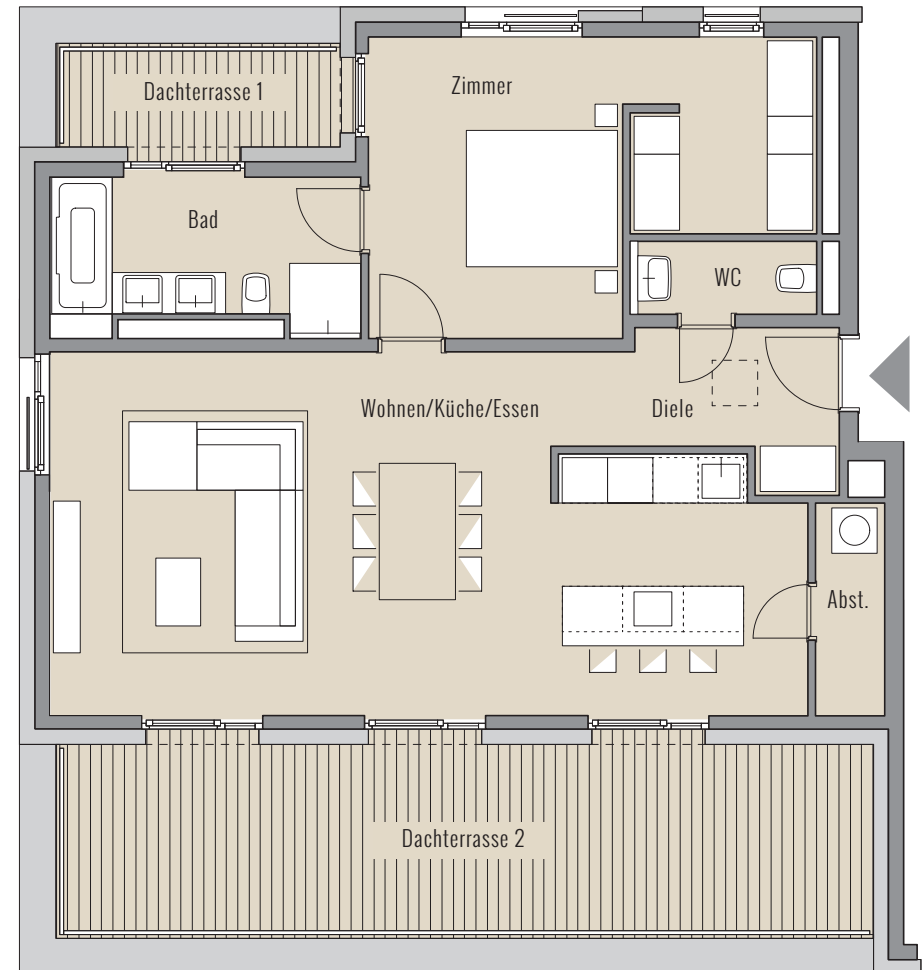 Zimmer
Dachterrasse 1
Bad
WC
Wohnen/Küche/Essen
Diele
Abst.
Dachterrasse 2